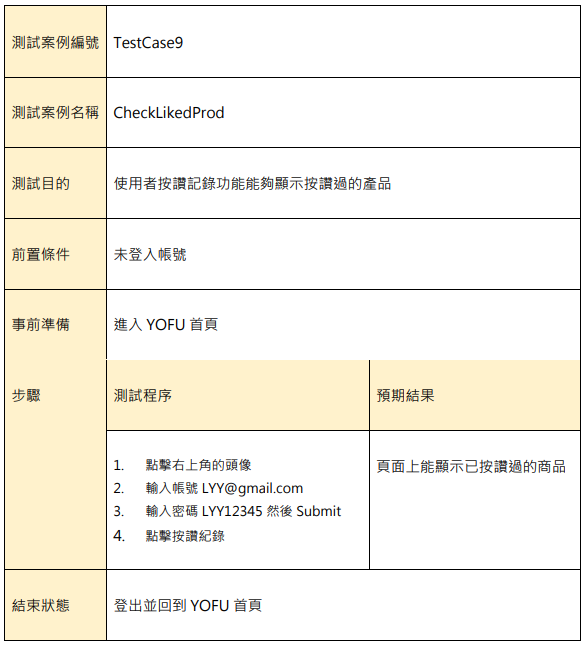 測試案例編號 TestCase9
測試案例名稱 CheckLikedProd
測試目的 使用者按讚記錄功能能夠顯示按讚過的產品
前置條件 未登入帳號
事前準備 進入 YOFU 首頁
步驟 測試程序 預期結果
1. 點擊右上角的頭像
2. 輸入帳號 LYY@gmail.com
3. 輸入密碼 LYY12345 然後 Submit
4. 點擊按讚紀錄
頁面上能顯示已按讚過的商品
結束狀態 登出並回到 YOFU 首頁